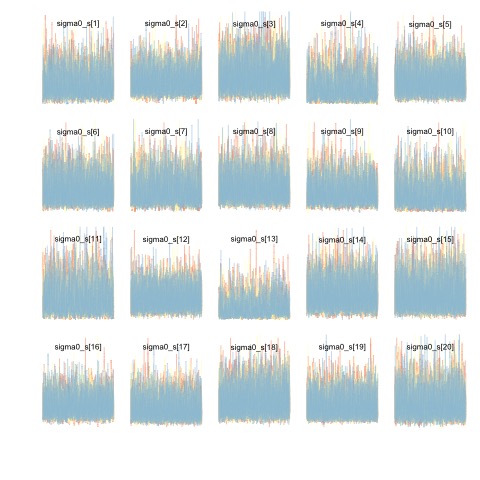 sigma0_s[1] sigma0_s[2] sigma0_s[3] sigma0_s[4] sigma0_s[5]
sigma0_s[6] sigma0_s[7] sigma0_s[8] sigma0_s[9] sigma0_s[10]
sigma0_s[11] sigma0_s[12] sigma0_s[13] sigma0_s[14] sigma0_s[15]
sigma0_s[16] sigma0_s[17] sigma0_s[18] sigma0_s[19] sigma0_s[20]